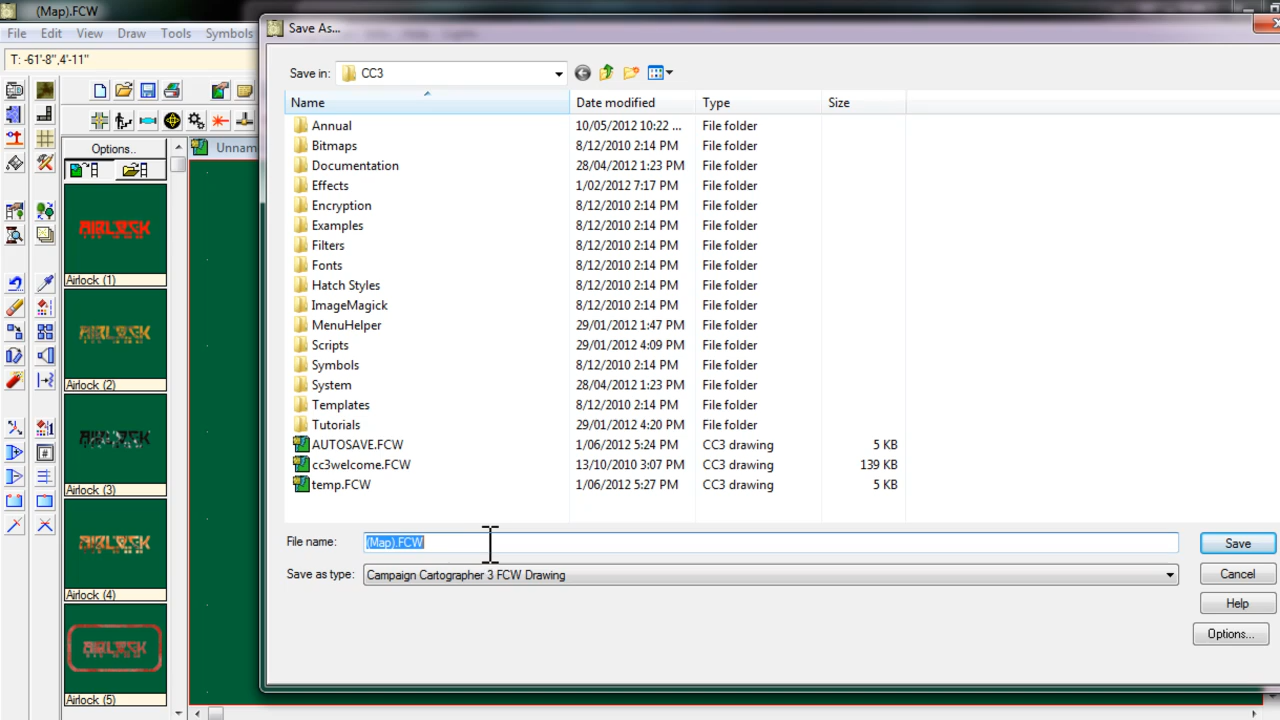 (Map).FCW
File Edit View Draw Tools Symbols
T: -61'-8",4'-11"
Options..
Unnam
AIRLOCK
Airlock (1)
AIRLOCK
Airlock (2)
AIRLOCK
Airlock (3)
AIRLOCK
Airlock (4)
AIRLOCK
Airlock (5)
Save As...
Save in: CC3
Name Date modified Type Size
Annual 10/05/2012 10:22 ... File folder
Bitmaps 8/12/2010 2:14 PM File folder
Documentation 28/04/2012 1:23 PM File folder
Effects 1/02/2012 7:17 PM File folder
Encryption 8/12/2010 2:14 PM File folder
Examples 8/12/2010 2:14 PM File folder
Filters 8/12/2010 2:14 PM File folder
Fonts 8/12/2010 2:14 PM File folder
Hatch Styles 8/12/2010 2:14 PM File folder
ImageMagick 8/12/2010 2:14 PM File folder
MenuHelper 29/01/2012 1:47 PM File folder
Scripts 29/01/2012 4:09 PM File folder
Symbols 8/12/2010 2:14 PM File folder
System 28/04/2012 1:23 PM File folder
Templates 8/12/2010 2:14 PM File folder
Tutorials 29/01/2012 4:20 PM File folder
AUTOSAVE.FCW 1/06/2012 5:24 PM CC3 drawing 5 KB
cc3welcome.FCW 13/10/2010 3:07 PM CC3 drawing 139 KB
temp.FCW 1/06/2012 5:27 PM CC3 drawing 5 KB
File name: (Map).FCW Save
Save as type: Campaign Cartographer 3 FCW Drawing Cancel
Help
Options...